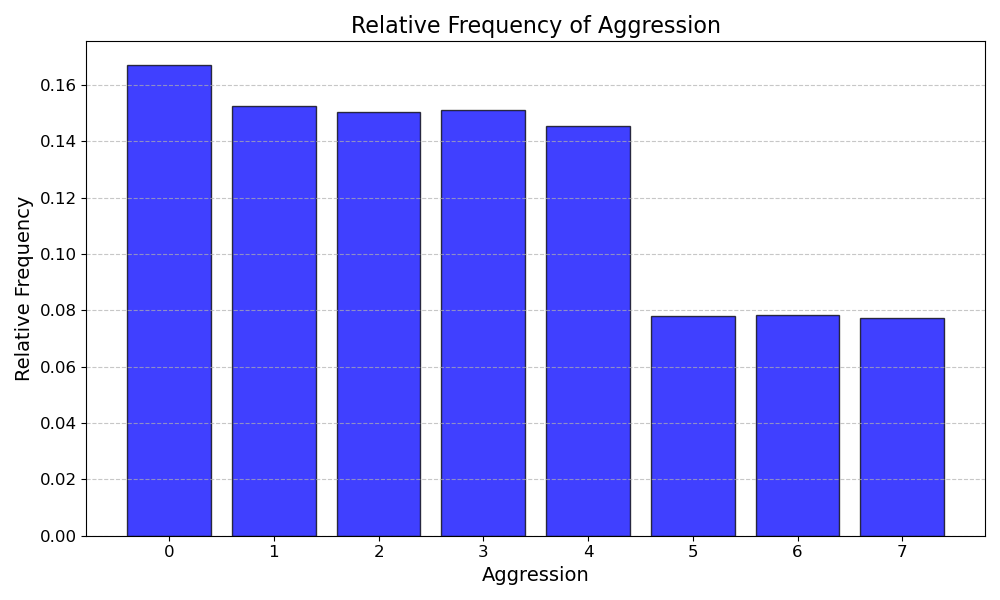 Relative Frequency of Aggression
Relative Frequency
0.16
0.14
0.12
0.10
0.08
0.06
0.04
0.02
0.00
0 1 2 3 4 5 6 7
Aggression